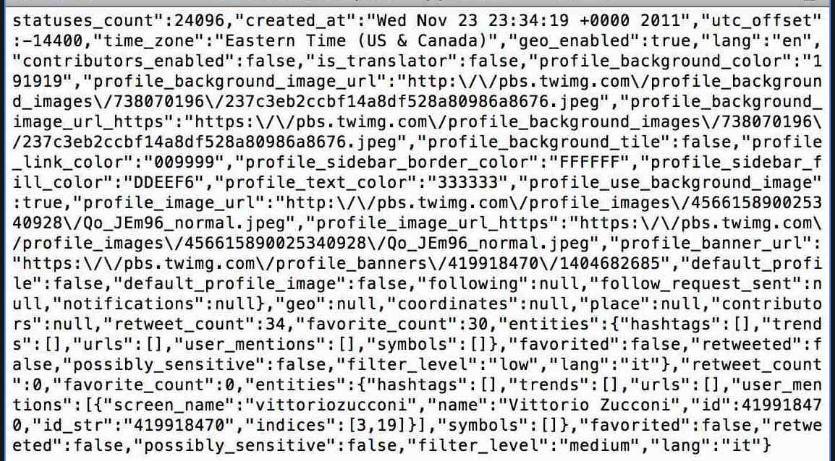 statuses_count":24096,"created_at":"Wed Nov 23 23:34:19 +0000 2011","utc_offset"
:-14400,"time_zone":"Eastern Time (US & Canada)","geo_enabled":true,"lang":"en",
"contributors_enabled":false,"is_translator":false,"profile_background_color":"1
91919","profile_background_image_url":"http:\/\/pbs.twimg.com\/profile_backgroun
d_images\/738070196\/237c3eb2ccbf14a8df528a80986a8676.jpeg","profile_background_
image_url_https":"https:\/\/pbs.twimg.com\/profile_background_images\/738070196\
/237c3eb2ccbf14a8df528a80986a8676.jpeg","profile_background_tile":false,"profile
_link_color":"009999","profile_sidebar_border_color":"FFFFFF","profile_sidebar_f
ill_color":"DDEEF6","profile_text_color":"333333","profile_use_background_image"
:true,"profile_image_url":"http:\/\/pbs.twimg.com\/profile_images\/4566158900253
40928\/Qo_JEm96_normal.jpeg","profile_image_url_https":"https:\/\/pbs.twimg.com\
/profile_images\/456615890025340928\/Qo_JEm96_normal.jpeg","profile_banner_url":
"https:\/\/pbs.twimg.com\/profile_banners\/419918470\/1404682685","default_profi
le":false,"default_profile_image":false,"following":null,"follow_request_sent":n
ull,"notifications":null},"geo":null,"coordinates":null,"place":null,"contributo
rs":null,"retweet_count":34,"favorite_count":30,"entities":{"hashtags":[],"trend
s":[],"urls":[],"user_mentions":[],"symbols":[]},"favorited":false,"retweeted":f
alse,"possibly_sensitive":false,"filter_level":"low","lang":"it"},"retweet_count
":0,"favorite_count":0,"entities":{"hashtags":[],"trends":[],"urls":[],"user_men
tions":[{"screen_name":"vittoriozucconi","name":"Vittorio Zucconi","id":41991847
0,"id_str":"419918470","indices":[3,19]}],"symbols":[]},"favorited":false,"retwe
eted":false,"possibly_sensitive":false,"filter_level":"medium","lang":"it"}